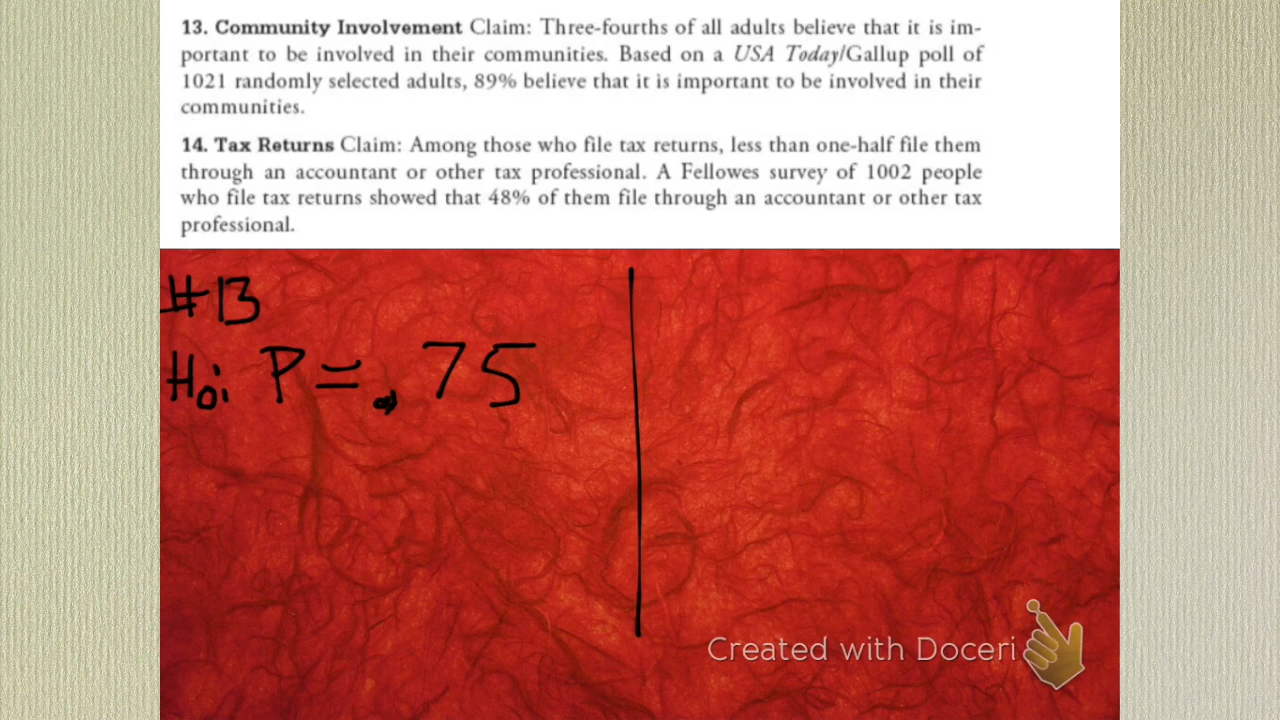 13. Community Involvement Claim: Three-fourths of all adults believe that it is im-
portant to be involved in their communities. Based on a USA Today/Gallup poll of
1021 randomly selected adults, 89% believe that it is important to be involved in their
communities.
14. Tax Returns Claim: Among those who file tax returns, less than one-half file them
through an accountant or other tax professional. A Fellowes survey of 1002 people
who file tax returns showed that 48% of them file through an accountant or other tax
professional.
#13
H₀: P = .75
Created with Doceri